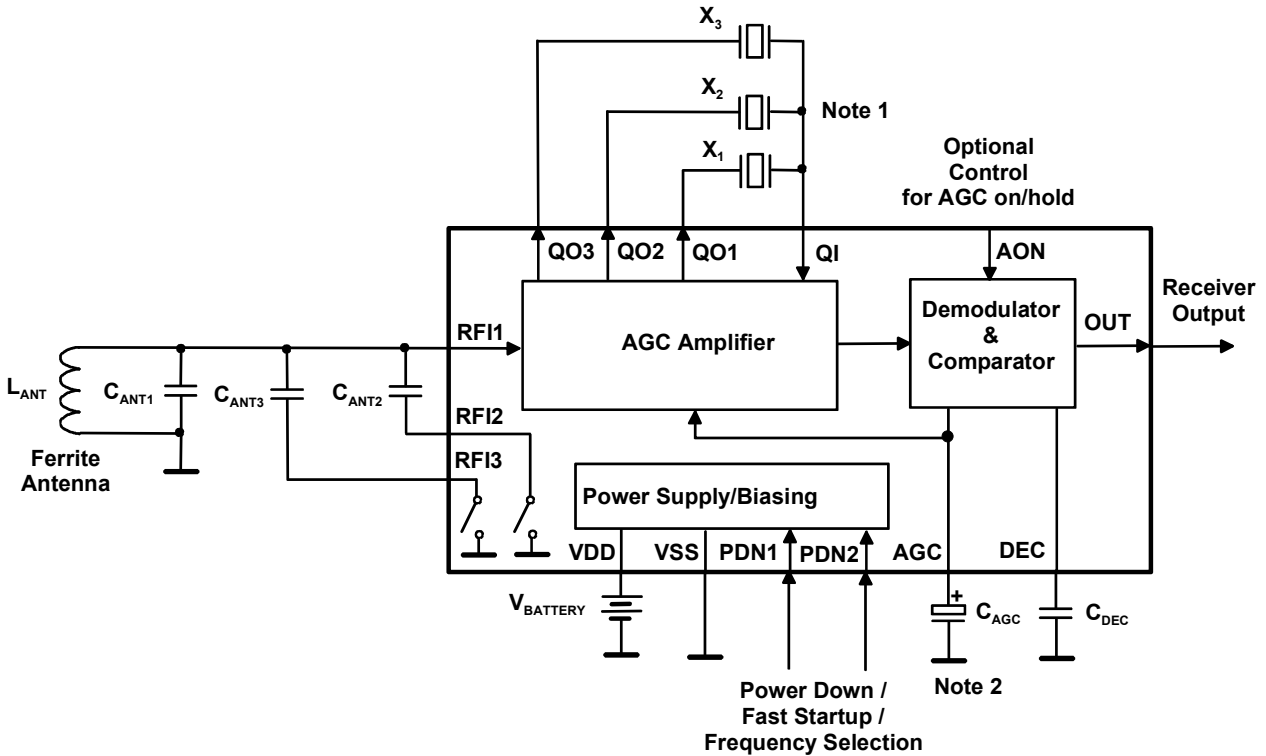 X3
X2
Note 1
X1
Optional
Control
for AGC on/hold
QO3
QO2
QO1
QI
AON
Receiver
Output
RFI1
AGC Amplifier
Demodulator
&
Comparator
OUT
LANT
CANT1
CANT3
CANT2
RFI2
RFI3
Ferrite
Antenna
Power Supply/Biasing
VDD
VSS
PDN1
PDN2
AGC
DEC
VBATTERY
+
CAGC
CDEC
Note 2
Power Down /
Fast Startup /
Frequency Selection